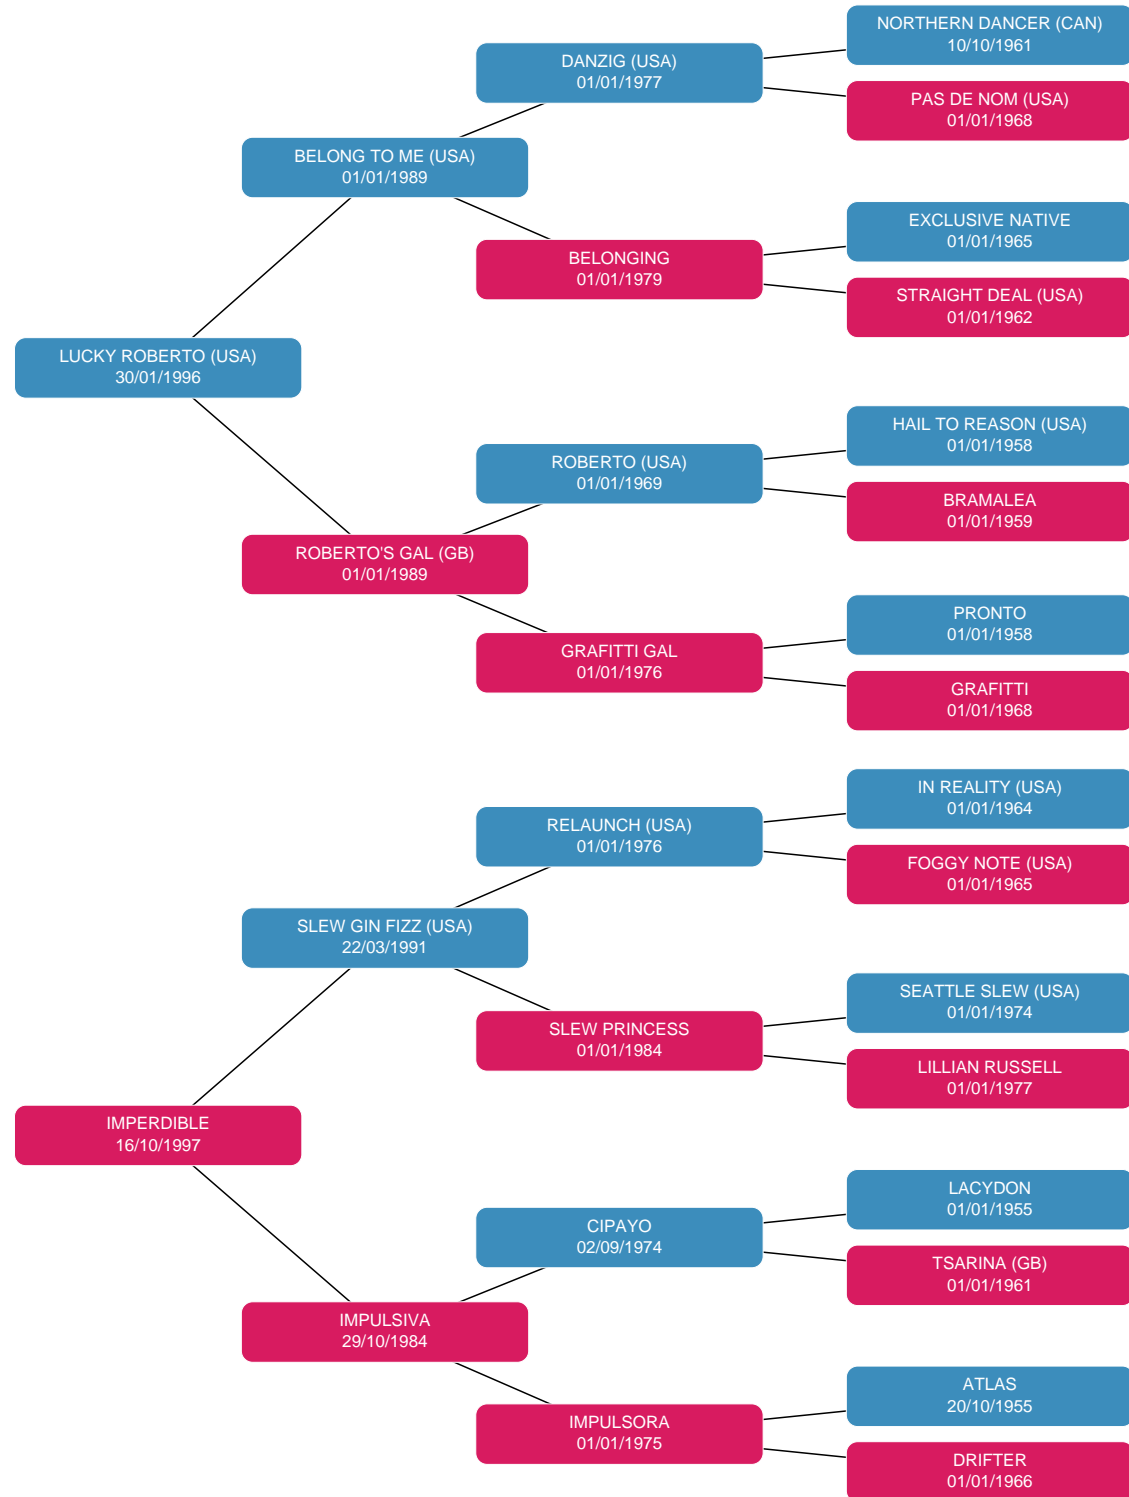 NORTHERN DANCER (CAN)
10/10/1961
DANZIG (USA)
01/01/1977
PAS DE NOM (USA)
01/01/1968
BELONG TO ME (USA)
01/01/1989
EXCLUSIVE NATIVE
01/01/1965
BELONGING
01/01/1979
STRAIGHT DEAL (USA)
01/01/1962
LUCKY ROBERTO (USA)
30/01/1996
HAIL TO REASON (USA)
01/01/1958
ROBERTO (USA)
01/01/1969
BRAMALEA
01/01/1959
ROBERTO'S GAL (GB)
01/01/1989
PRONTO
01/01/1958
GRAFITTI GAL
01/01/1976
GRAFITTI
01/01/1968
IN REALITY (USA)
01/01/1964
RELAUNCH (USA)
01/01/1976
FOGGY NOTE (USA)
01/01/1965
SLEW GIN FIZZ (USA)
22/03/1991
SEATTLE SLEW (USA)
01/01/1974
SLEW PRINCESS
01/01/1984
LILLIAN RUSSELL
01/01/1977
IMPERDIBLE
16/10/1997
LACYDON
01/01/1955
CIPAYO
02/09/1974
TSARINA (GB)
01/01/1961
IMPULSIVA
29/10/1984
ATLAS
20/10/1955
IMPULSORA
01/01/1975
DRIFTER
01/01/1966